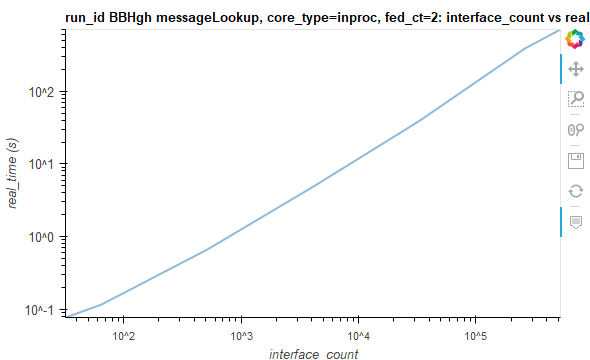 run_id BBHgh messageLookup, core_type=inproc, fed_ct=2: interface_count vs real
real_time (s)
10^2
10^1
10^0
10^-1
10^2
10^3
10^4
10^5
interface_count